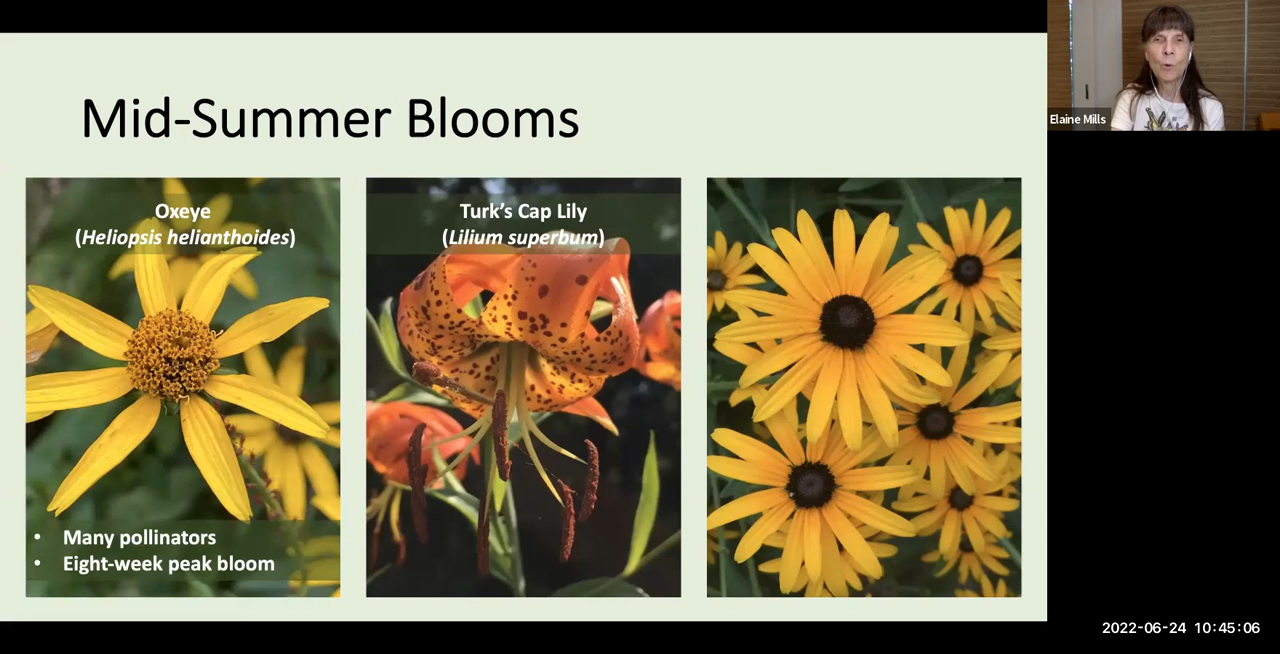 Mid-Summer Blooms
Oxeye
(Heliopsis helianthoides)
Turk’s Cap Lily
(Lilium superbum)
• Many pollinators
• Eight-week peak bloom
Elaine Mills
2022-06-24 10:45:06